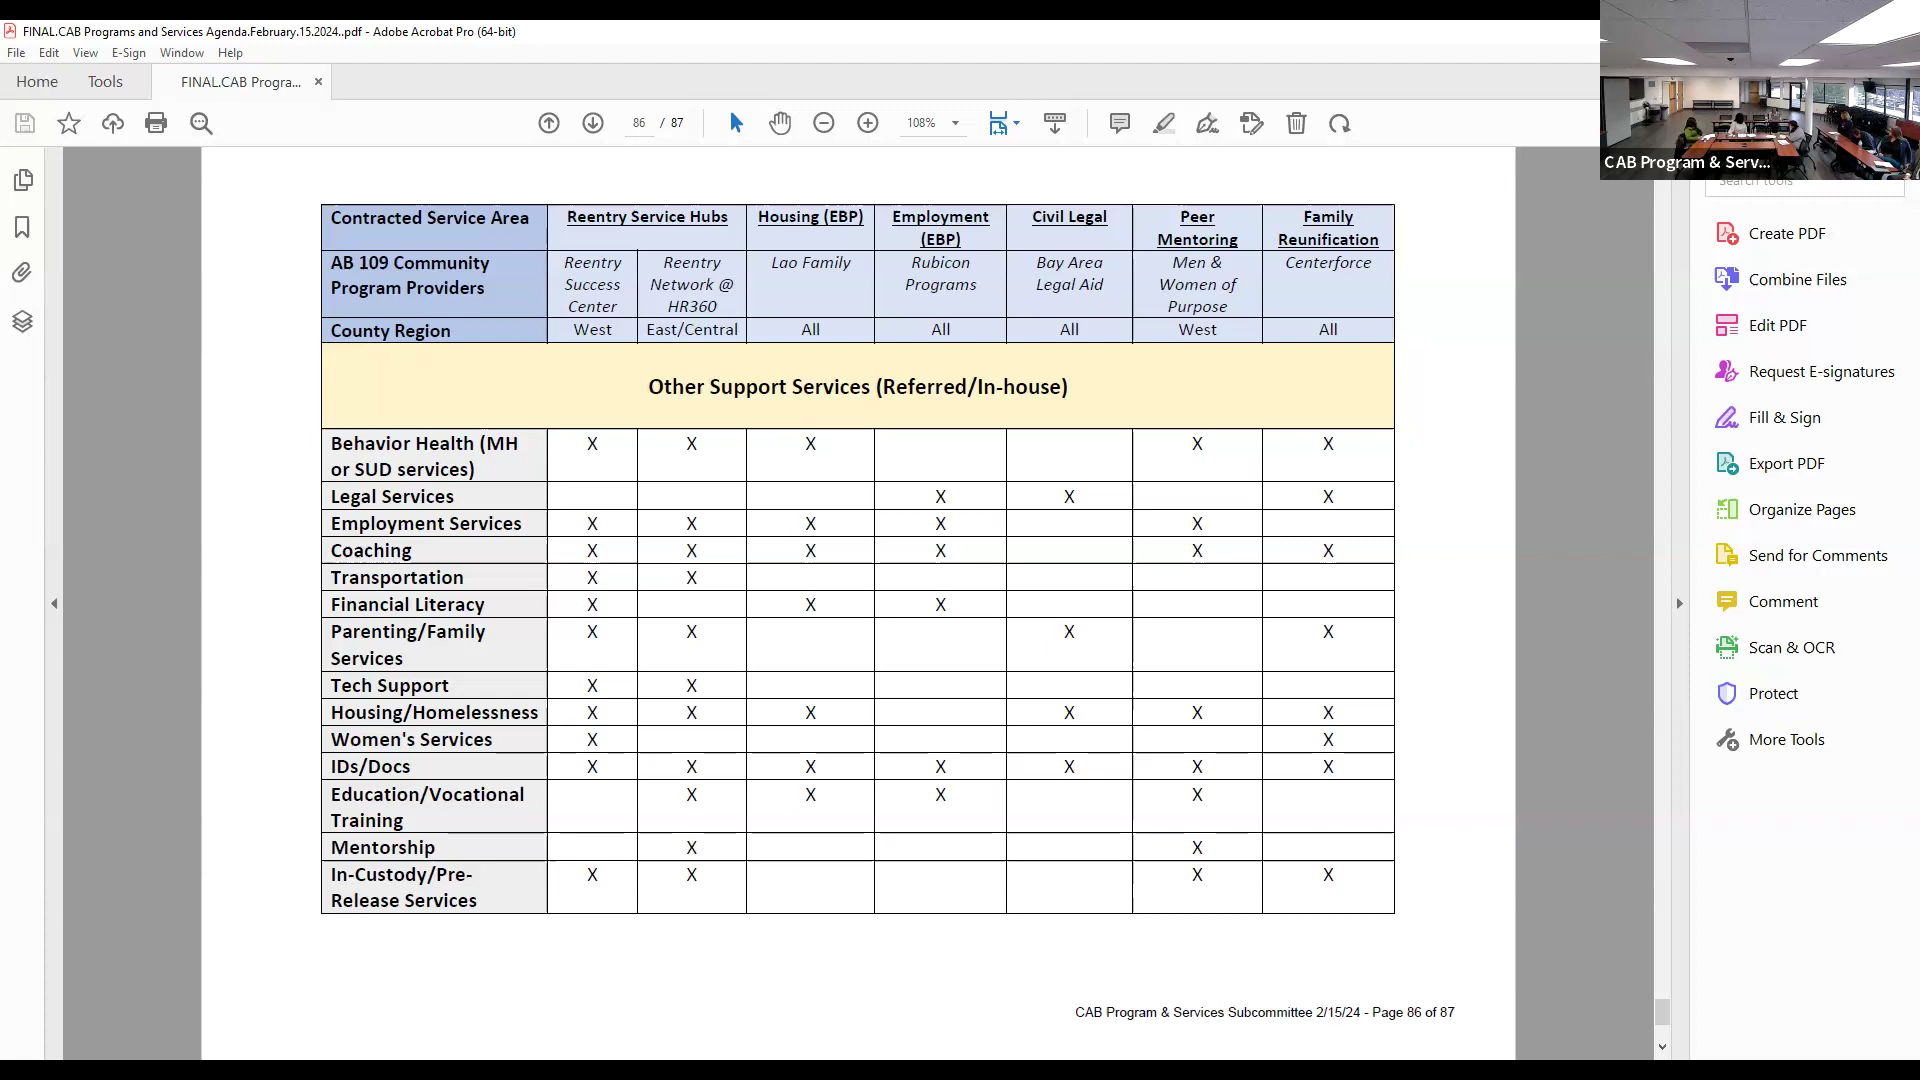 FINAL.CAB Programs and Services Agenda.February.15.2024..pdf - Adobe Acrobat Pro (64-bit)
File Edit View E-Sign Window Help
Home Tools FINAL.CAB Progra... ×
86 / 87 108%
CAB Program & Serv...
Search tools
Create PDF
Combine Files
Edit PDF
Request E-signatures
Fill & Sign
Export PDF
Organize Pages
Send for Comments
Comment
Scan & OCR
Protect
More Tools
Contracted Service Area Reentry Service Hubs Housing (EBP) Employment (EBP) Civil Legal Peer Mentoring Family Reunification
AB 109 Community Program Providers Reentry Success Center Reentry Network @ HR360 Lao Family Rubicon Programs Bay Area Legal Aid Men & Women of Purpose Centerforce
County Region West East/Central All All All West All
Other Support Services (Referred/In-house)
Behavior Health (MH or SUD services) X X X X X
Legal Services X X X
Employment Services X X X X X
Coaching X X X X X X
Transportation X X
Financial Literacy X X X
Parenting/Family Services X X X X
Tech Support X X
Housing/Homelessness X X X X X X
Women's Services X X
IDs/Docs X X X X X X X
Education/Vocational Training X X X X
Mentorship X X
In-Custody/Pre-Release Services X X X X
CAB Program & Services Subcommittee 2/15/24 - Page 86 of 87